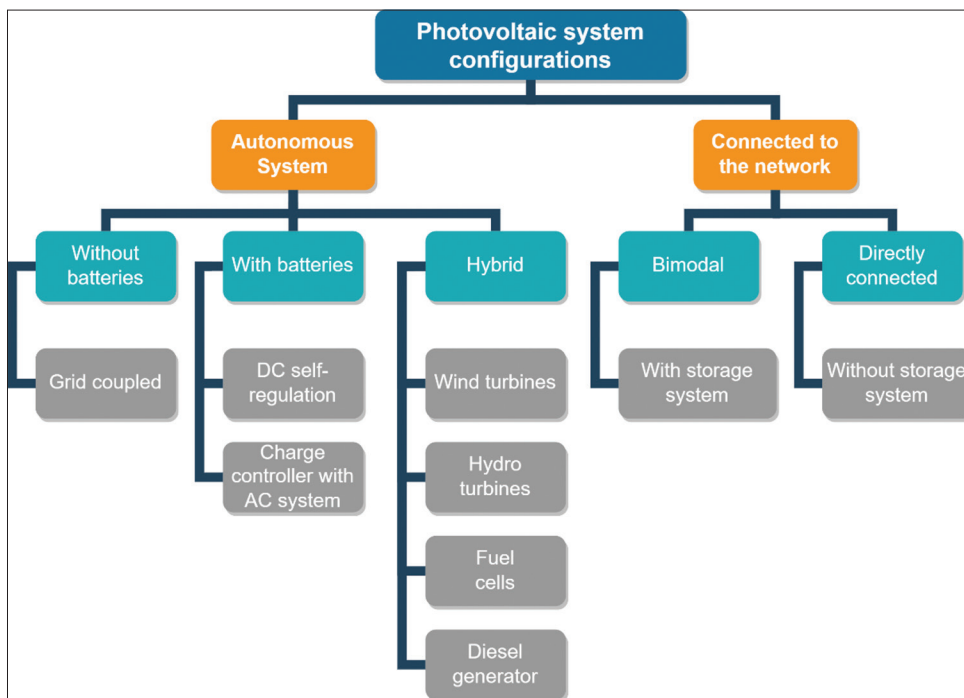 Photovoltaic system
configurations
Autonomous
System
Connected to
the network
Without
batteries
With batteries
Hybrid
Bimodal
Directly
connected
Grid coupled
DC self-
regulation
Wind turbines
With storage
system
Without storage
system
Charge
controller with
AC system
Hydro
turbines
Fuel
cells
Diesel
generator